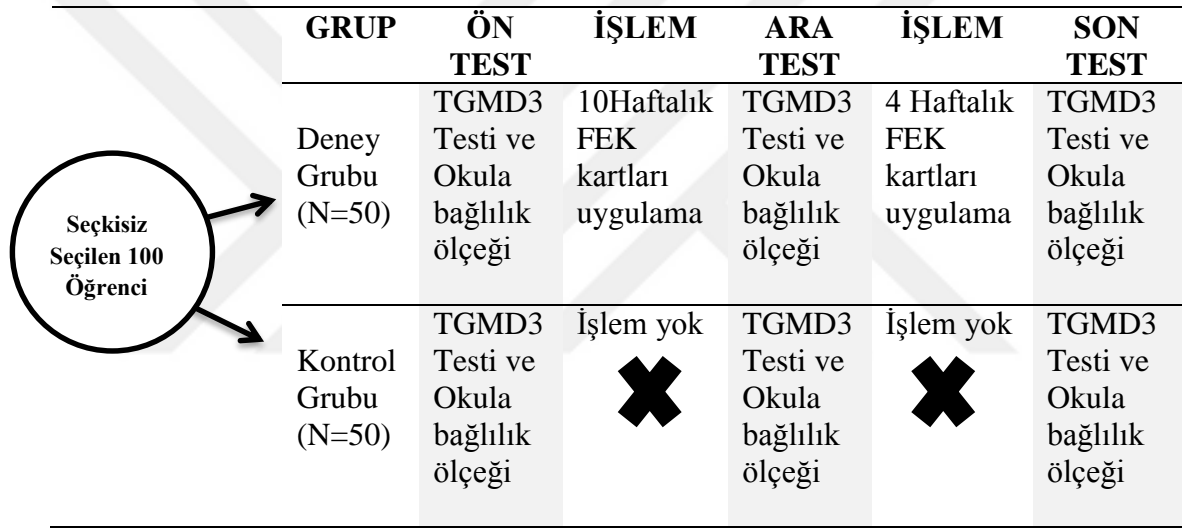 GRUP ÖN TEST İŞLEM ARA TEST İŞLEM SON TEST
Seçkisiz
Seçilen 100
Öğrenci
Deney
Grubu
(N=50)
TGMD3
Testi ve
Okula
bağlılık
ölçeği
10Haftalık
FEK
kartları
uygulama
TGMD3
Testi ve
Okula
bağlılık
ölçeği
4 Haftalık
FEK
kartları
uygulama
TGMD3
Testi ve
Okula
bağlılık
ölçeği
Kontrol
Grubu
(N=50)
TGMD3
Testi ve
Okula
bağlılık
ölçeği
İşlem yok
TGMD3
Testi ve
Okula
bağlılık
ölçeği
İşlem yok
TGMD3
Testi ve
Okula
bağlılık
ölçeği